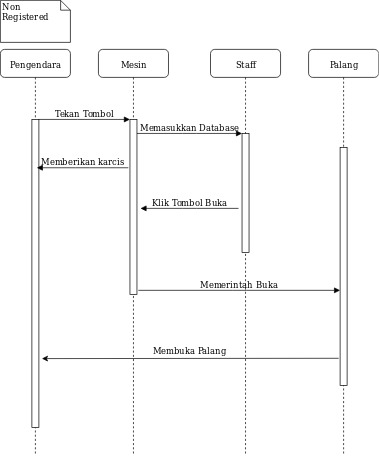 Non
Registered
Pengendara
Mesin
Staff
Palang
Tekan Tombol
Memasukkan Database
Memberikan karcis
Klik Tombol Buka
Memerintah Buka
Membuka Palang